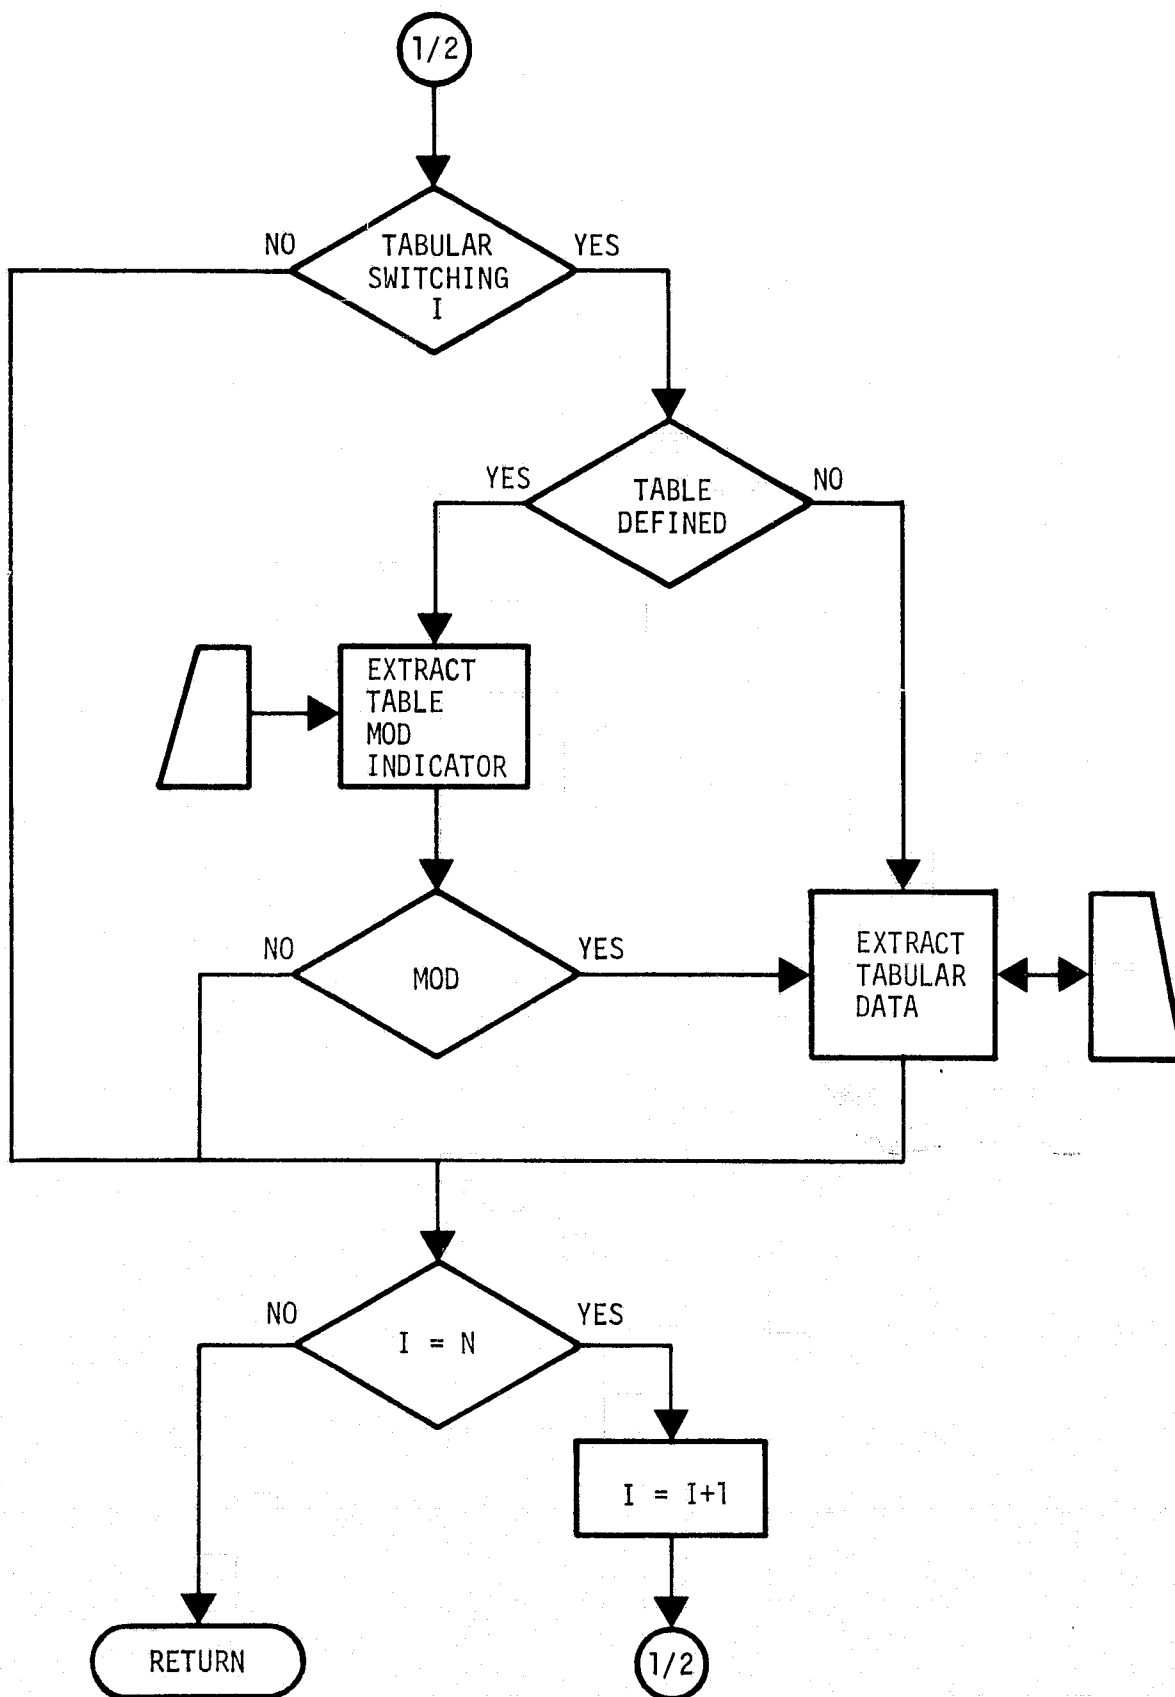 1/2
NO
YES
TABULAR
SWITCHING
I
YES
NO
TABLE
DEFINED
EXTRACT
TABLE
MOD
INDICATOR
NO
YES
MOD
EXTRACT
TABULAR
DATA
NO
YES
I = N
I = I+1
RETURN
1/2